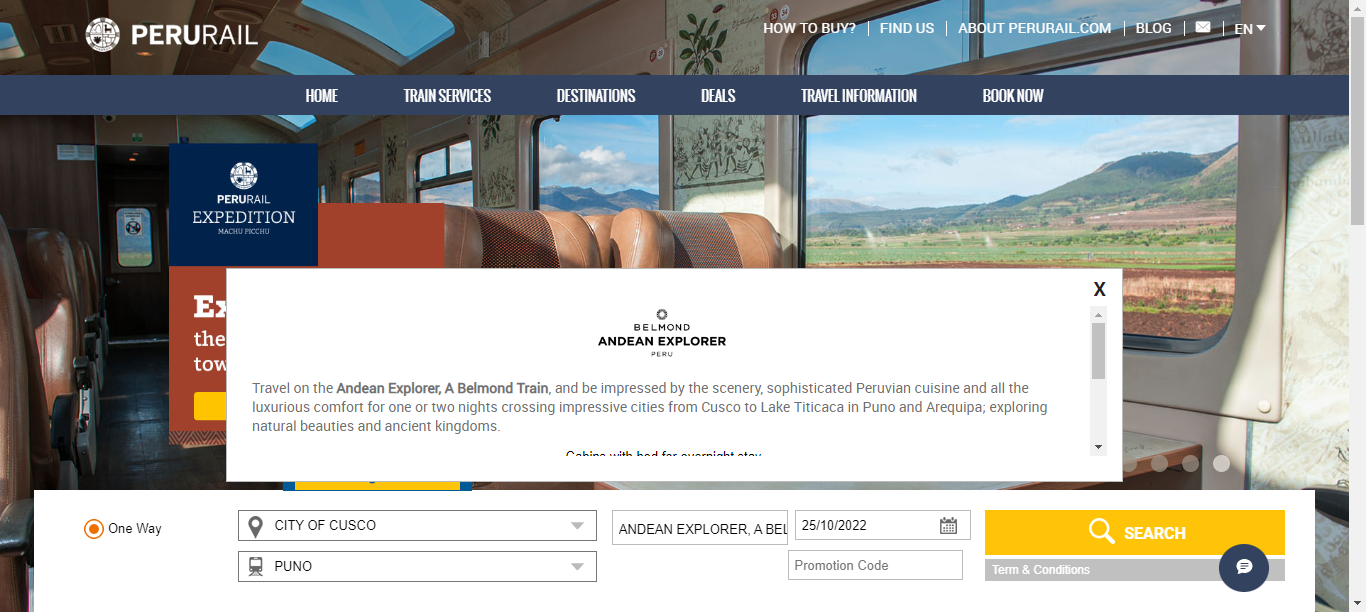 PERURAIL
HOW TO BUY?
FIND US
ABOUT PERURAIL.COM
BLOG
EN
HOME
TRAIN SERVICES
DESTINATIONS
DEALS
TRAVEL INFORMATION
BOOK NOW
PERURAIL
EXPEDITION
MACHU PICCHU
Ex
the
tow
X
BELMOND
ANDEAN EXPLORER
PERU
Travel on the Andean Explorer, A Belmond Train, and be impressed by the scenery, sophisticated Peruvian cuisine and all the
luxurious comfort for one or two nights crossing impressive cities from Cusco to Lake Titicaca in Puno and Arequipa; exploring
natural beauties and ancient kingdoms.
Cabins with bed for overnight stay
One Way
CITY OF CUSCO
ANDEAN EXPLORER, A BEL
25/10/2022
SEARCH
PUNO
Promotion Code
Term & Conditions